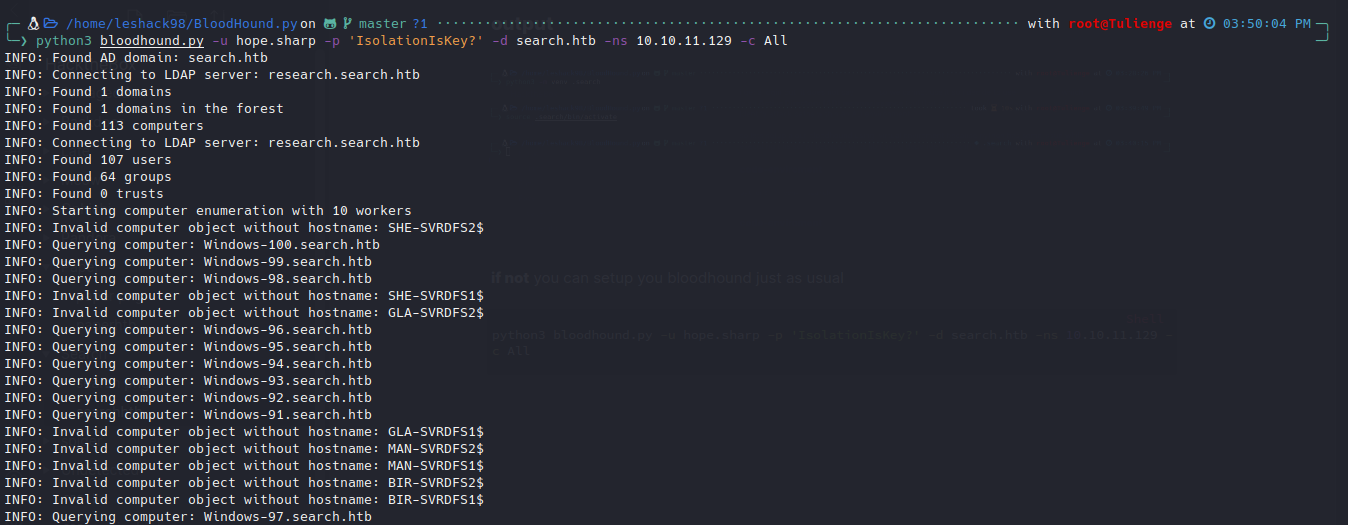 /home/leshack98/BloodHound.py on master ?1 with root@Tulienge at 03:50:04 PM
python3 bloodhound.py -u hope.sharp -p 'IsolationIsKey?' -d search.htb -ns 10.10.11.129 -c All
INFO: Found AD domain: search.htb
INFO: Connecting to LDAP server: research.search.htb
INFO: Found 1 domains
INFO: Found 1 domains in the forest
INFO: Found 113 computers
INFO: Connecting to LDAP server: research.search.htb
INFO: Found 107 users
INFO: Found 64 groups
INFO: Found 0 trusts
INFO: Starting computer enumeration with 10 workers
INFO: Invalid computer object without hostname: SHE-SVRDFS2$
INFO: Querying computer: Windows-100.search.htb
INFO: Querying computer: Windows-99.search.htb
INFO: Querying computer: Windows-98.search.htb
INFO: Invalid computer object without hostname: SHE-SVRDFS1$
INFO: Invalid computer object without hostname: GLA-SVRDFS2$
INFO: Querying computer: Windows-96.search.htb
INFO: Querying computer: Windows-95.search.htb
INFO: Querying computer: Windows-94.search.htb
INFO: Querying computer: Windows-93.search.htb
INFO: Querying computer: Windows-92.search.htb
INFO: Querying computer: Windows-91.search.htb
INFO: Invalid computer object without hostname: GLA-SVRDFS1$
INFO: Invalid computer object without hostname: MAN-SVRDFS2$
INFO: Invalid computer object without hostname: MAN-SVRDFS1$
INFO: Invalid computer object without hostname: BIR-SVRDFS2$
INFO: Invalid computer object without hostname: BIR-SVRDFS1$
INFO: Querying computer: Windows-97.search.htb
output
if not you can setup you bloodhound just as usual
python3 bloodhound.py -u hope.sharp -p 'IsolationIsKey?' -d search.htb -ns 10.10.11.129 -
c All